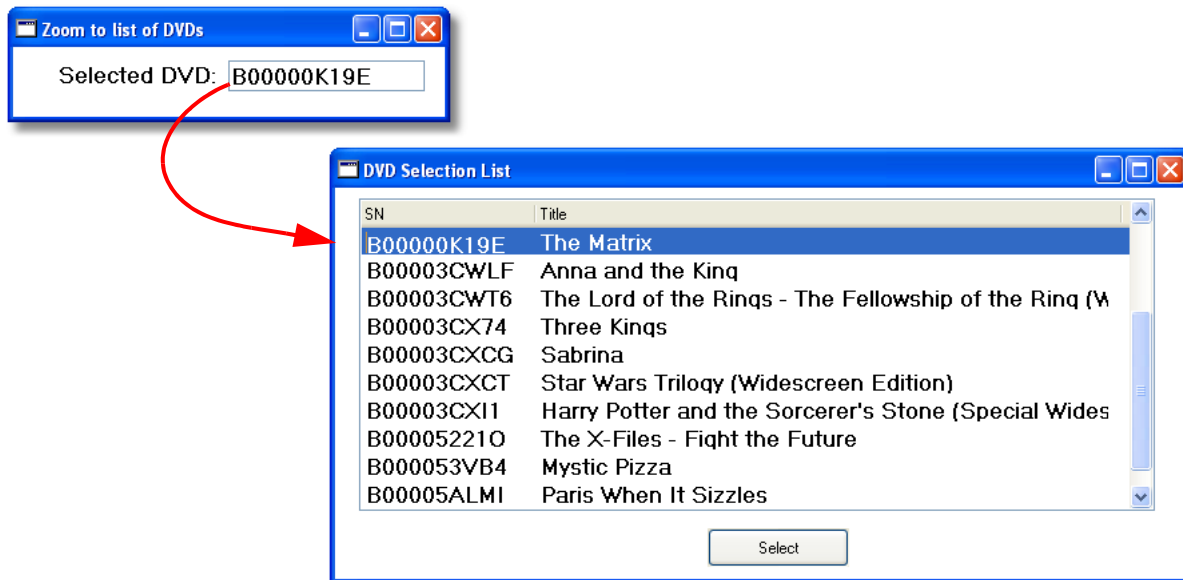 Zoom to list of DVDs
Selected DVD: B00000K19E
DVD Selection List
SN Title
B00000K19E The Matrix
B00003CWLF Anna and the King
B00003CWT6 The Lord of the Rings - The Fellowship of the Ring (W
B00003CX74 Three Kings
B00003CXCG Sabrina
B00003CXCT Star Wars Trilogy (Widescreen Edition)
B00003CXI1 Harry Potter and the Sorcerer's Stone (Special Wides
B00005221O The X-Files - Fight the Future
B000053VB4 Mystic Pizza
B00005ALMI Paris When It Sizzles
Select